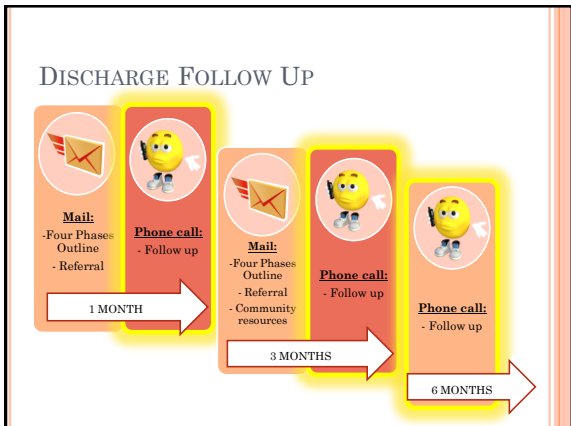 DISCHARGE FOLLOW UP
Mail:
-Four Phases
Outline
- Referral
Phone call:
- Follow up
1 MONTH
Mail:
-Four Phases
Outline
- Referral
- Community
resources
Phone call:
- Follow up
3 MONTHS
Phone call:
- Follow up
6 MONTHS